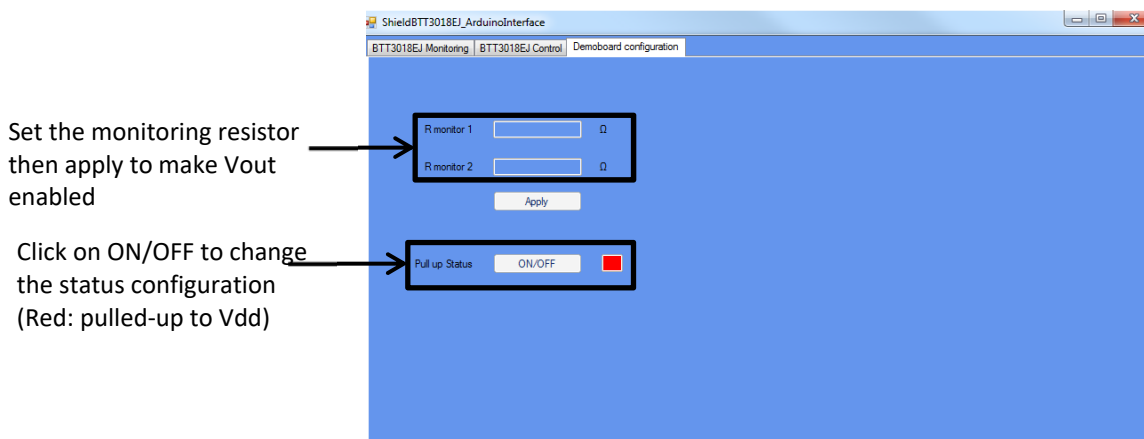 ShieldBTT3018EJ_ArduinoInterface
BTT3018EJ Monitoring BTT3018EJ Control Demoboard configuration
Set the monitoring resistor
then apply to make Vout
enabled
R monitor 1 Ω
R monitor 2 Ω
Apply
Click on ON/OFF to change
the status configuration
(Red: pulled-up to Vdd)
Pull up Status ON/OFF